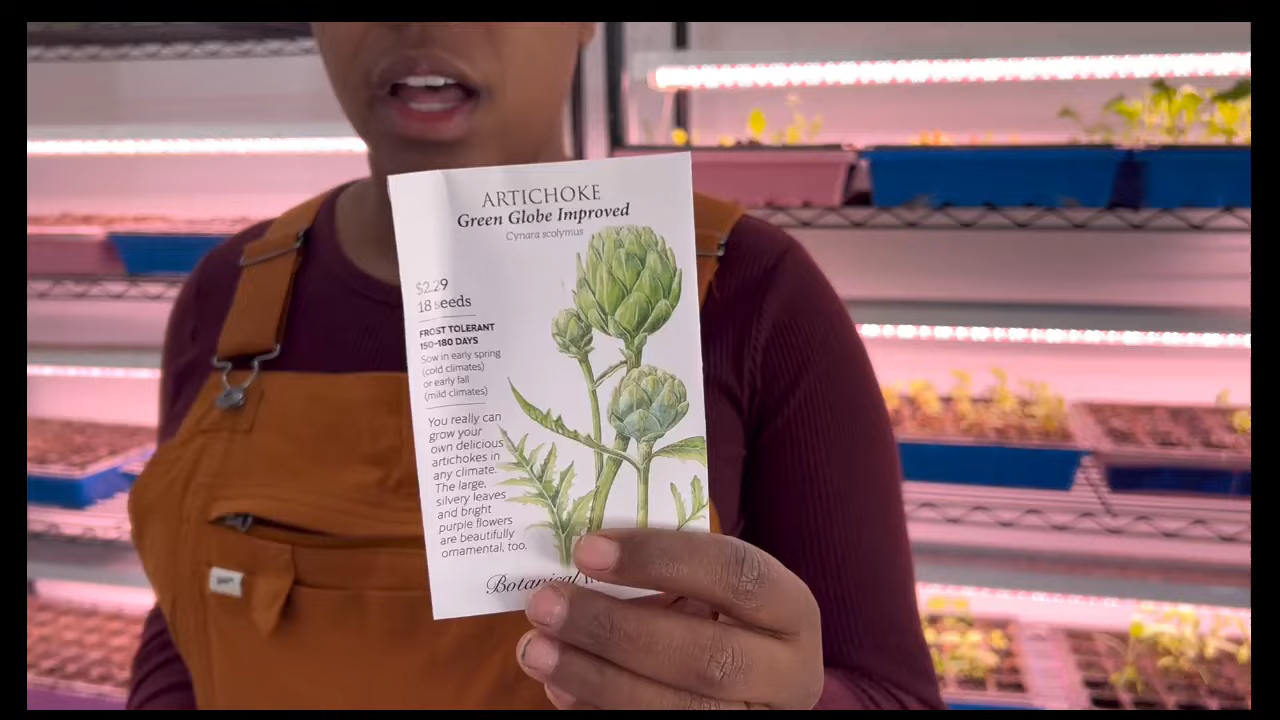 ARTICHOKE
Green Globe Improved
Cynara scolymus
$2.29
18 seeds
FROST TOLERANT
150-180 DAYS
Sow in early spring
(cold climates)
or early fall
(mild climates)
You really can
grow your
own delicious
artichokes in
any climate.
The large,
silvery leaves
and bright
purple flowers
are beautifully
ornamental, too.
Botanical